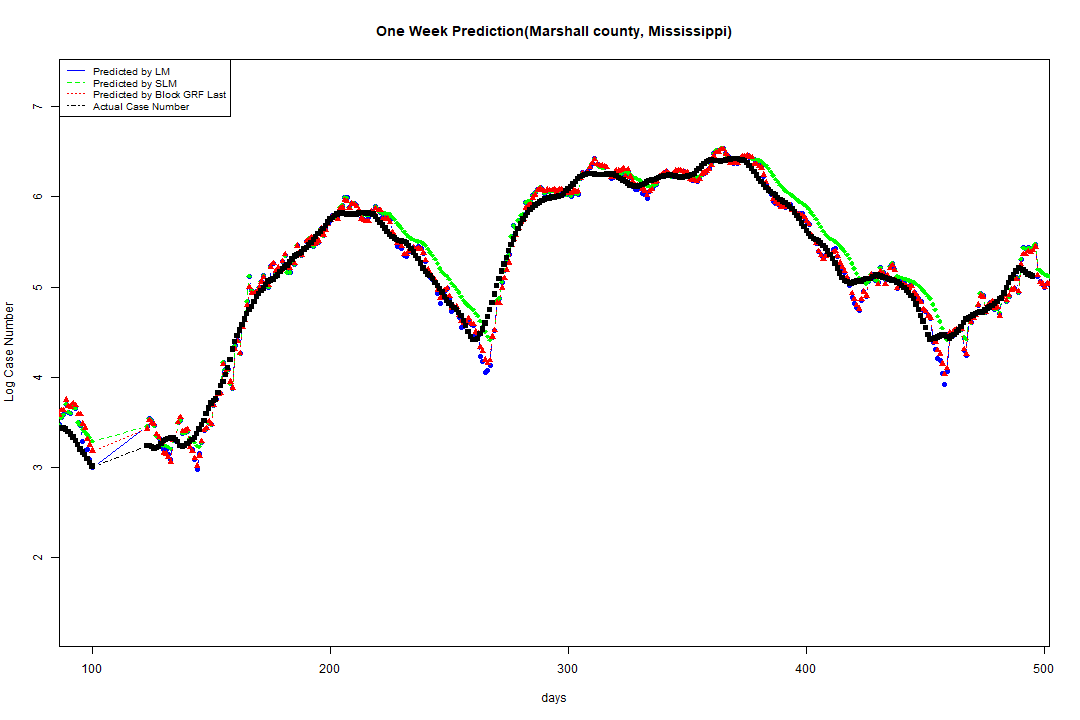 One Week Prediction(Marshall county, Mississippi)
Predicted by LM
Predicted by SLM
Predicted by Block GRF Last
Actual Case Number
7
6
5
4
3
2
Log Case Number
100 200 300 400 500
days